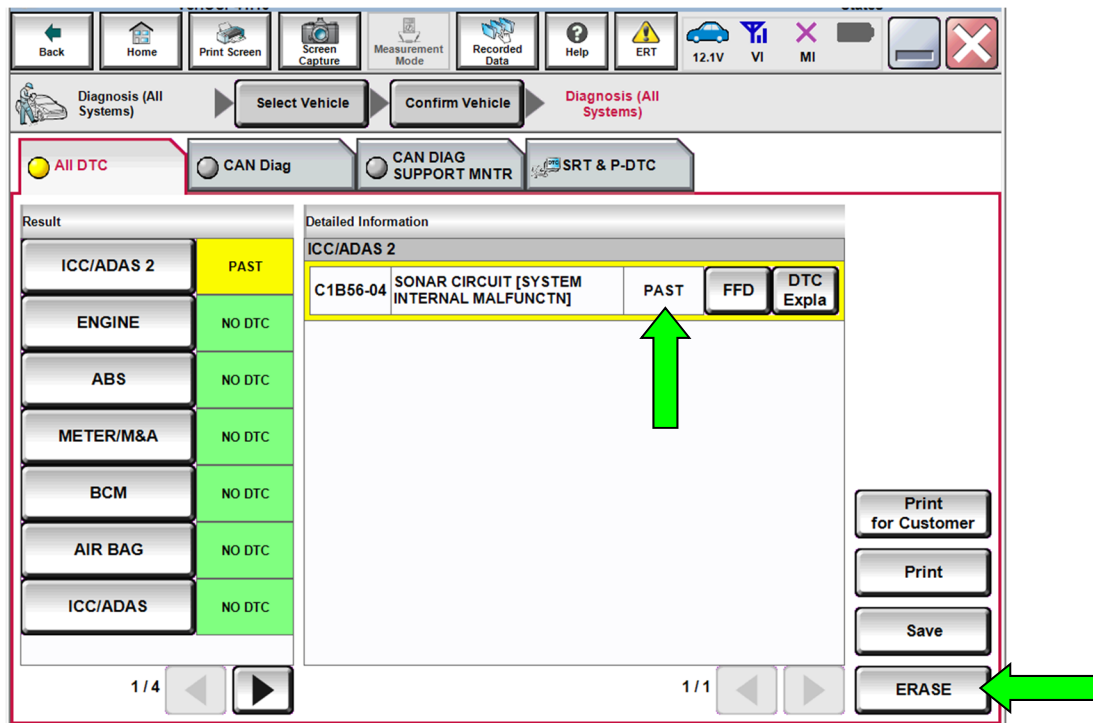 Back
Home
Print Screen
Screen
Capture
Measurement
Mode
Recorded
Data
Help
ERT
12.1V
VI
MI
Diagnosis (All
Systems)
Select Vehicle
Confirm Vehicle
Diagnosis (All
Systems)
All DTC
CAN Diag
CAN DIAG
SUPPORT MNTR
SRT & P-DTC
Result
Detailed Information
ICC/ADAS 2
PAST
ENGINE
NO DTC
ABS
NO DTC
METER/M&A
NO DTC
BCM
NO DTC
AIR BAG
NO DTC
ICC/ADAS
NO DTC
1/4
ICC/ADAS 2
C1B56-04
SONAR CIRCUIT [SYSTEM
INTERNAL MALFUNCTN]
PAST
FFD
DTC
Expla
1/1
Print
for Customer
Print
Save
ERASE